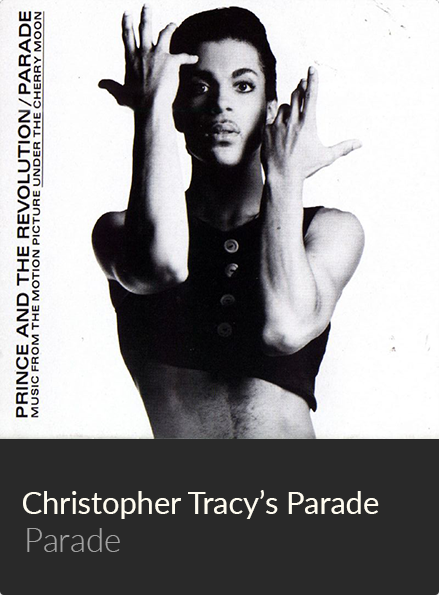 PRINCE AND THE REVOLUTION/PARADE
MUSIC FROM THE MOTION PICTURE UNDER THE CHERRY MOON
Christopher Tracy’s Parade
Parade